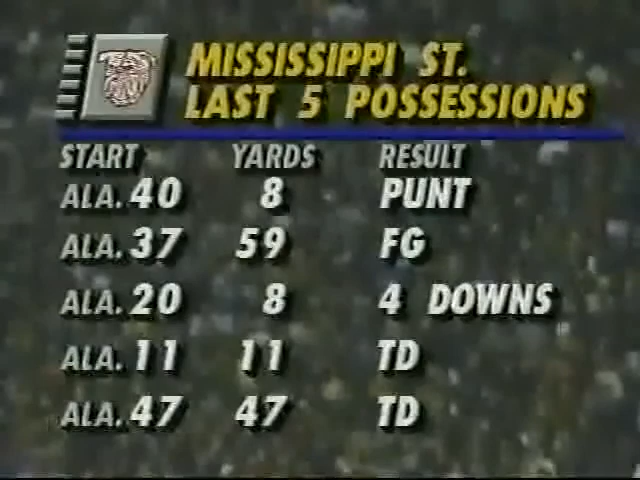 MISSISSIPPI ST.
LAST 5 POSSESSIONS
START YARDS RESULT
ALA. 40 8 PUNT
ALA. 37 59 FG
ALA. 20 8 4 DOWNS
ALA. 11 11 TD
ALA. 47 47 TD